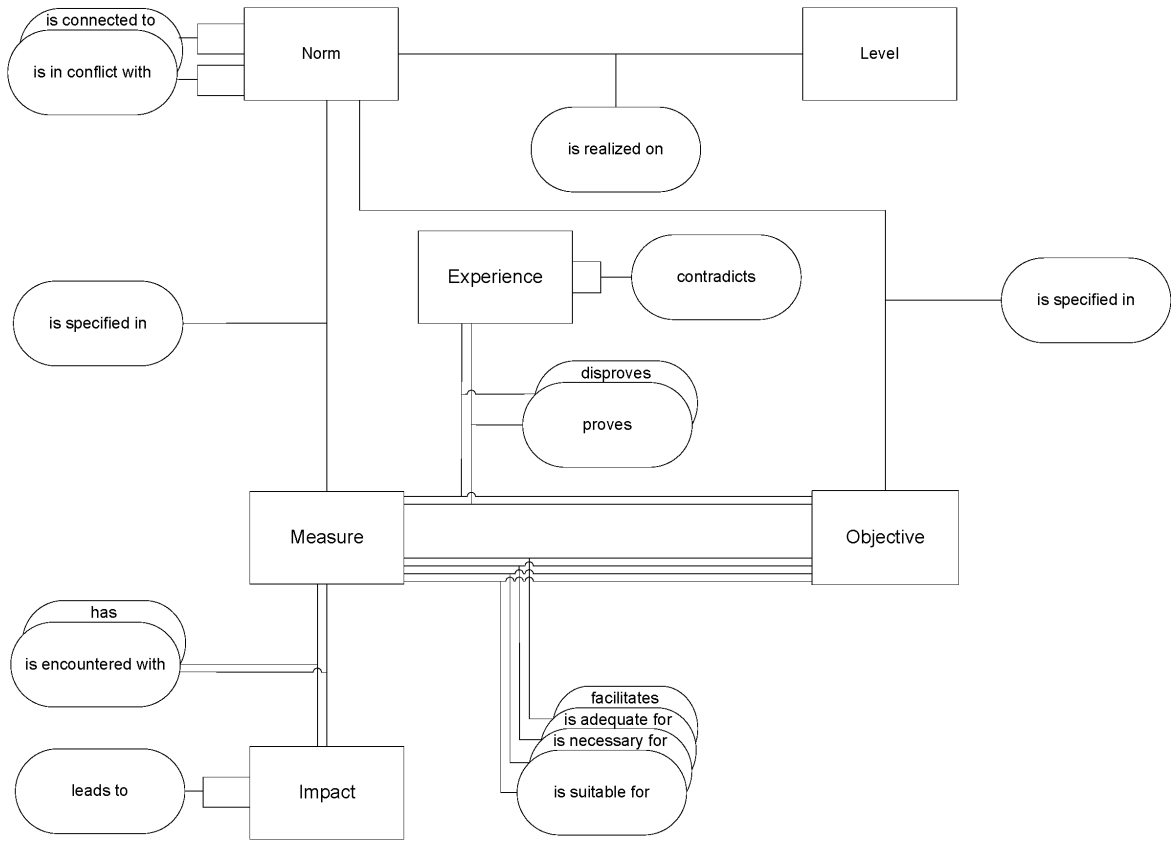 is connected to
is in conflict with
Norm
Level
is realized on
Experience
contradicts
is specified in
is specified in
disproves
proves
Measure
Objective
has
is encountered with
facilitates
is adequate for
is necessary for
is suitable for
leads to
Impact